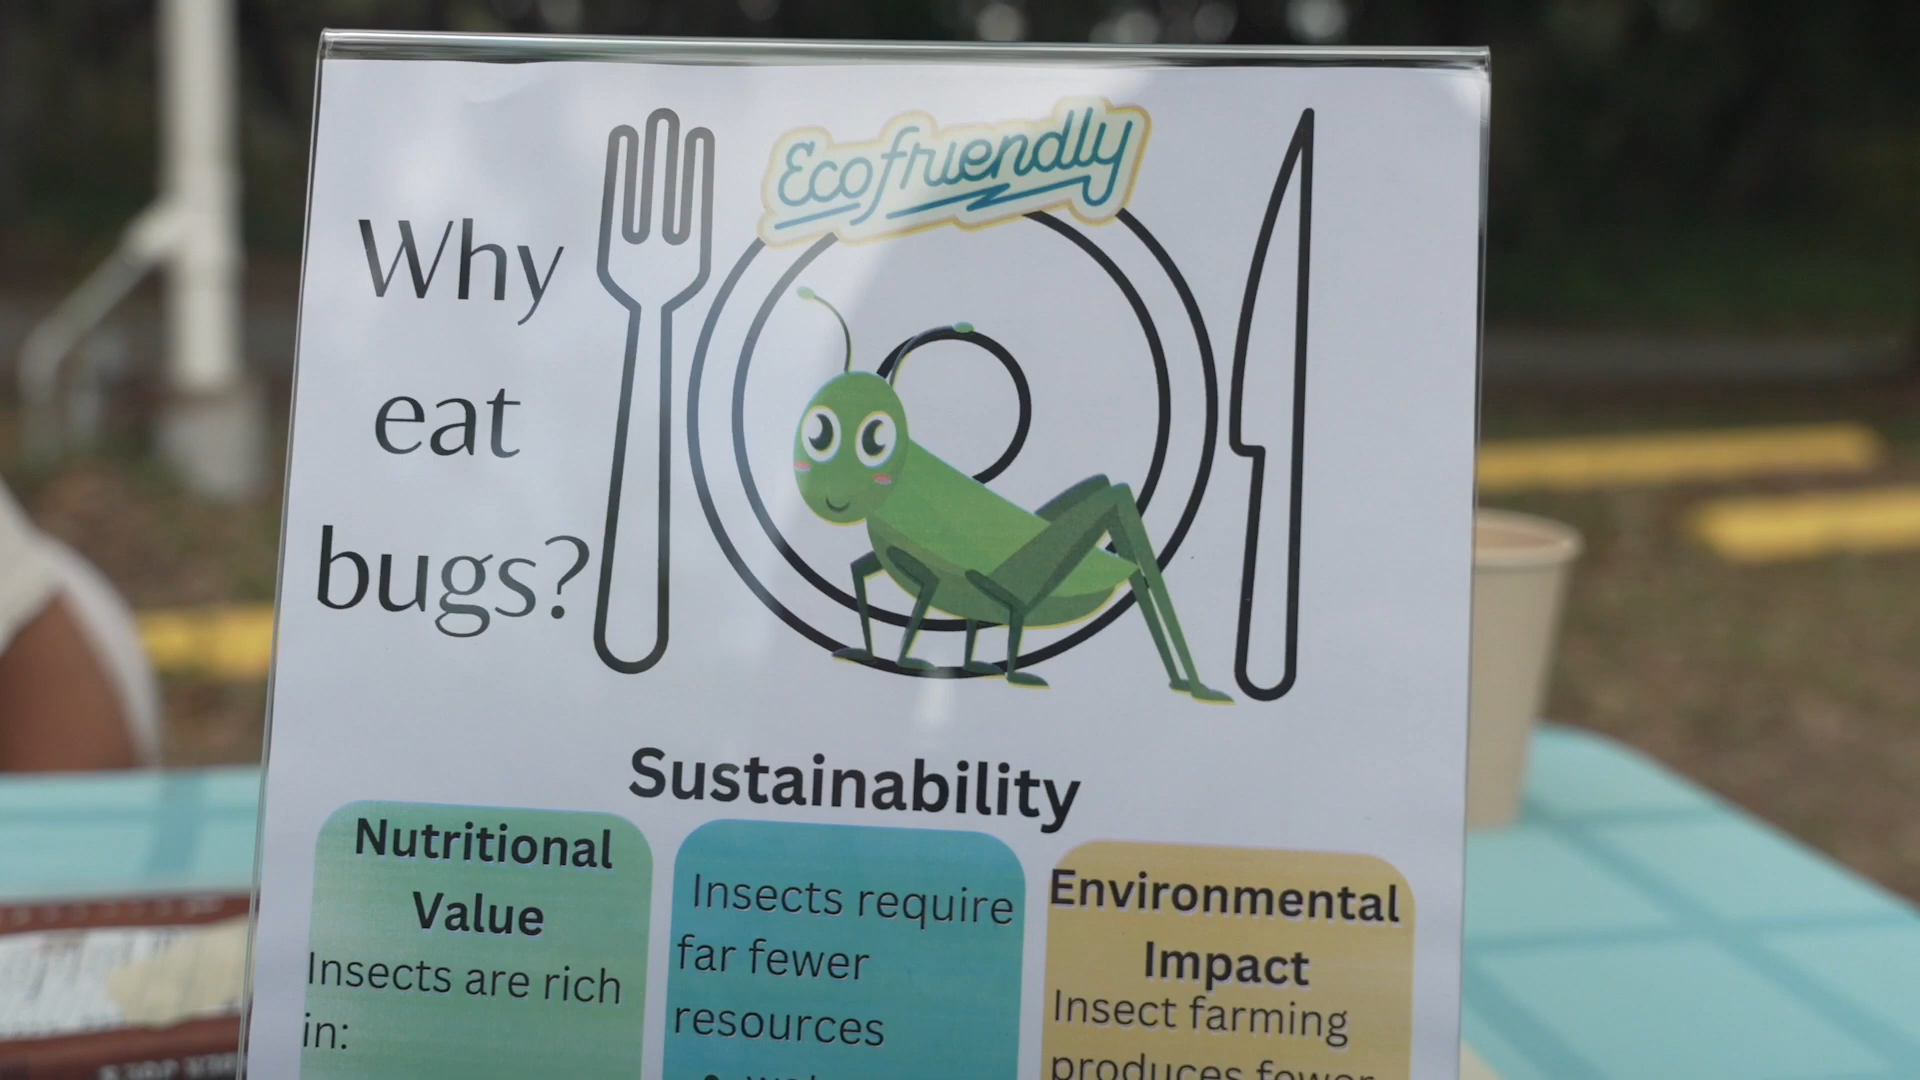 Why
eat
bugs?
Ecofriendly
Sustainability
Nutritional
Value
Insects are rich
in:
Insects require
far fewer
resources
Environmental
Impact
Insect farming
produces fewer